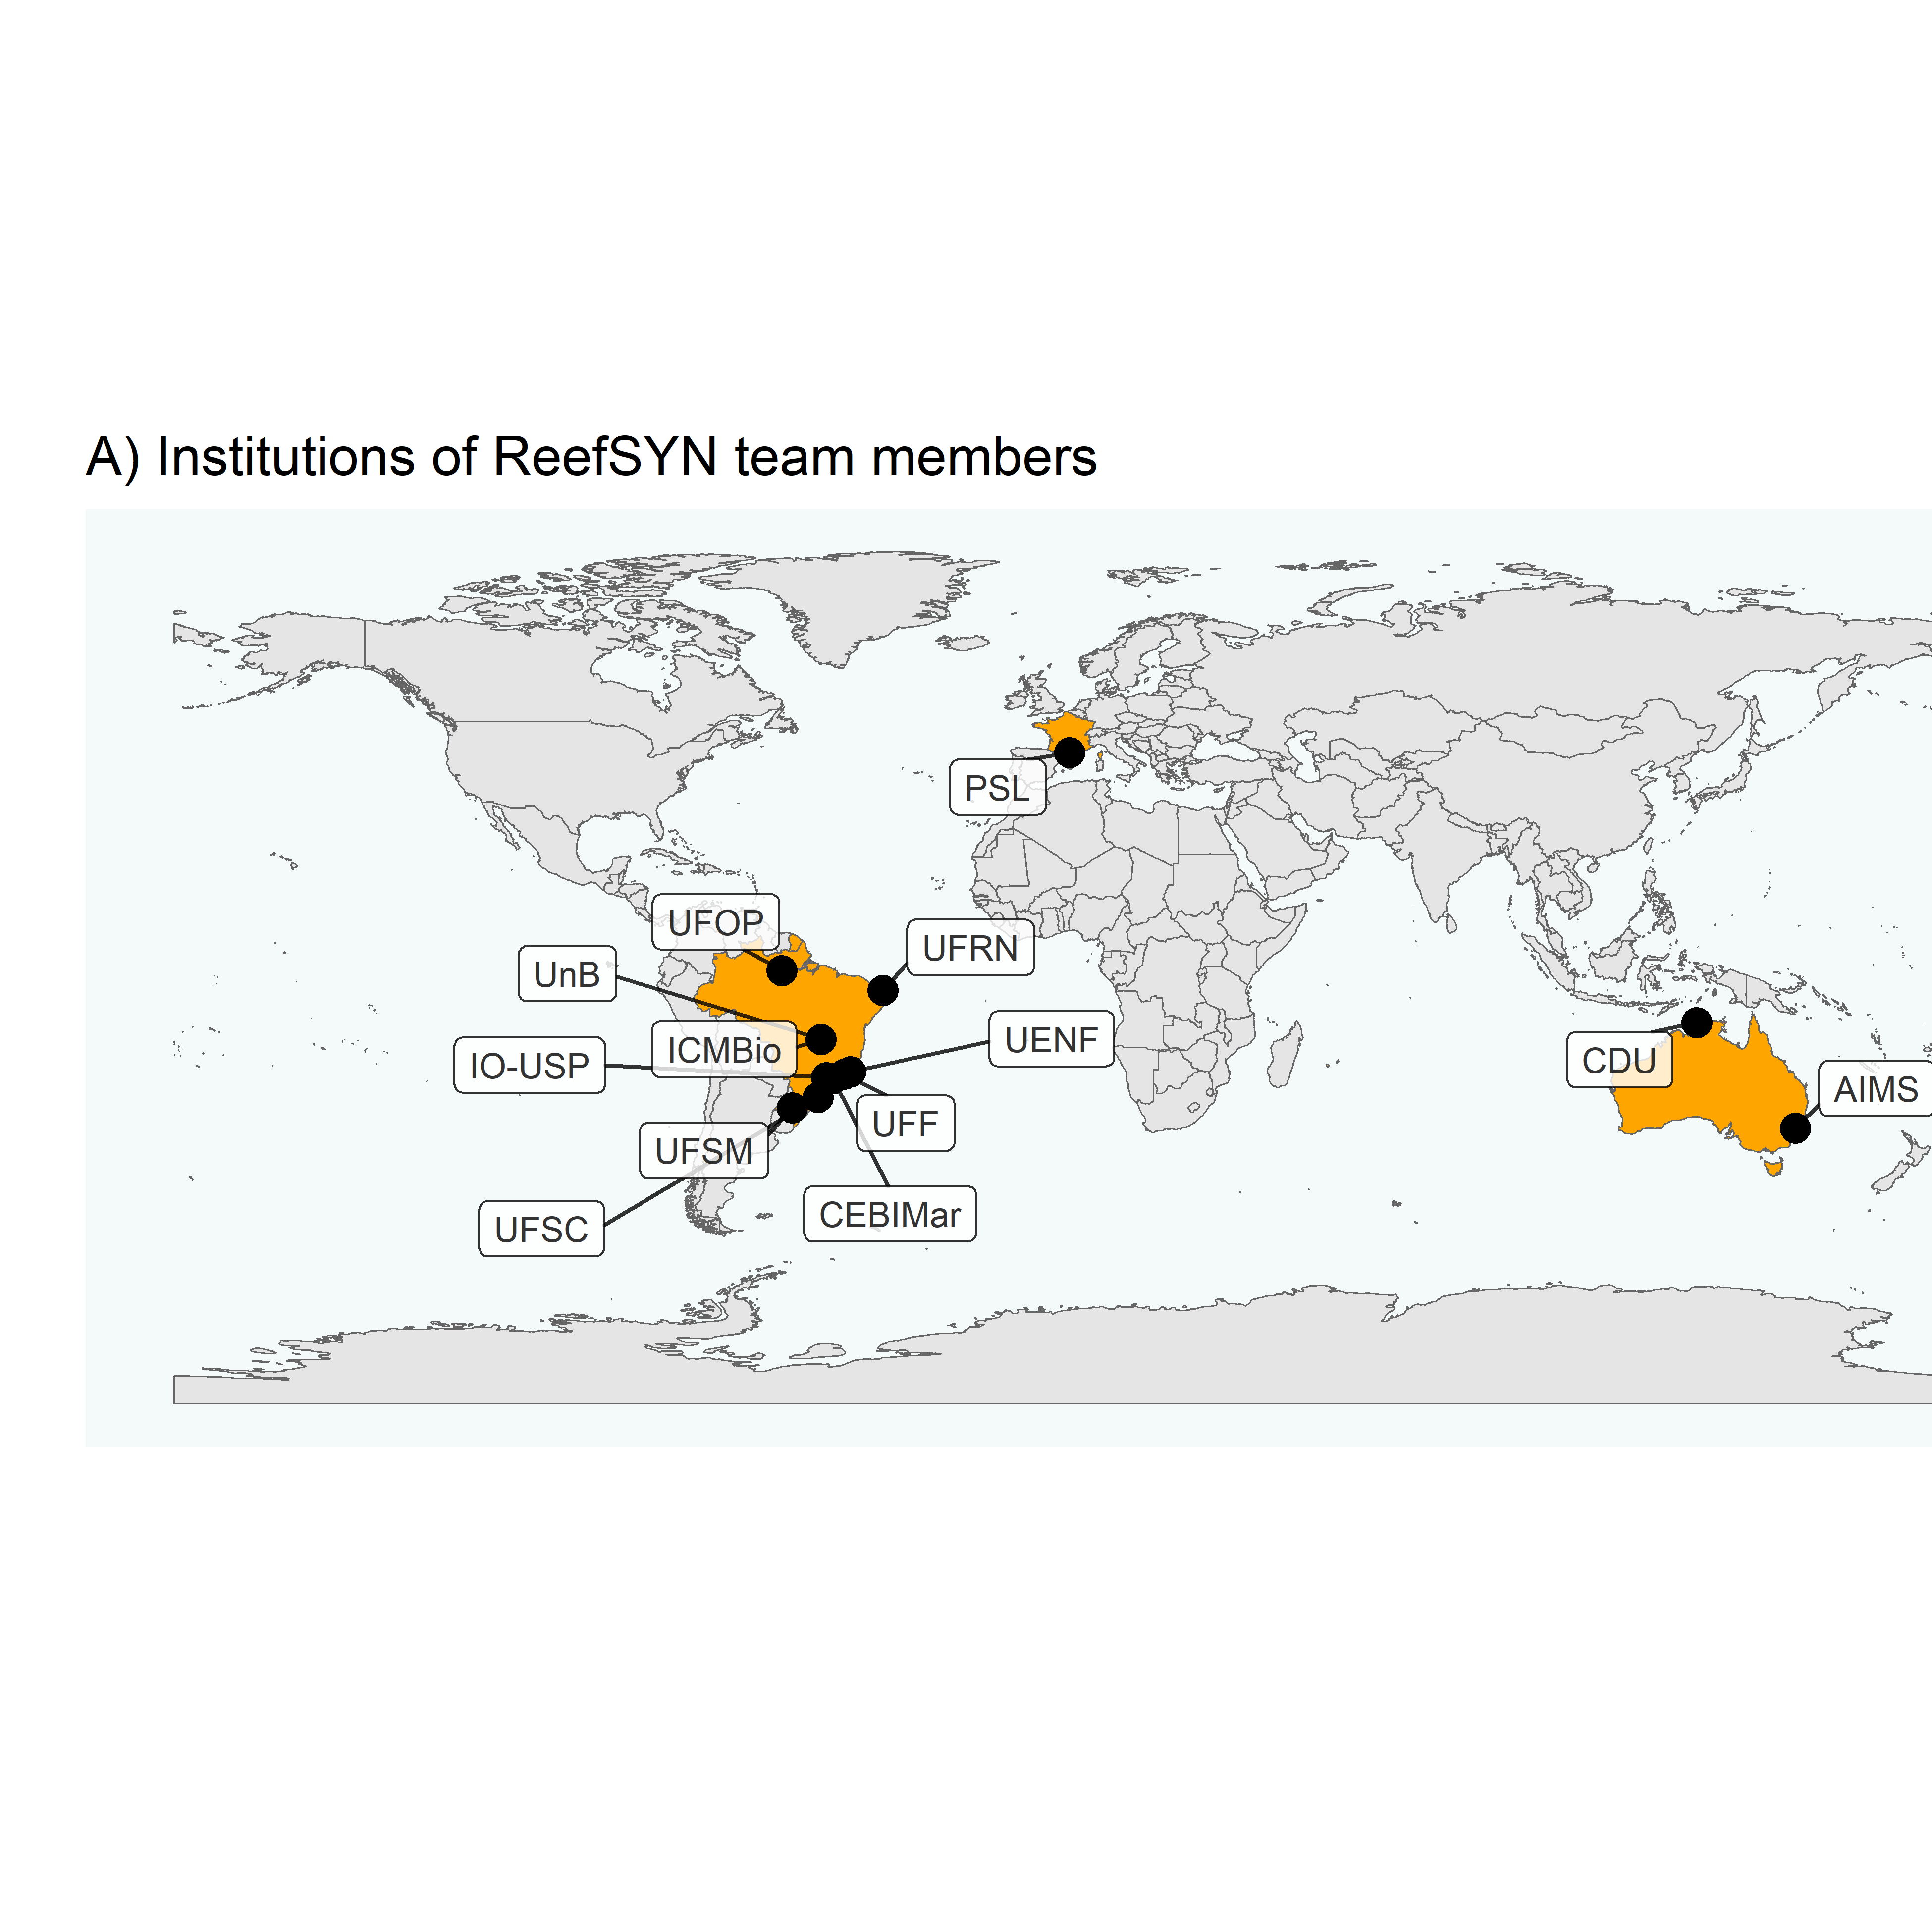 A) Institutions of ReefSYN team members
PSL
UFOP
UFRN
UnB
UENF
ICMBio
IO-USP
CDU
AIMS
UFF
UFSM
CEBIMar
UFSC